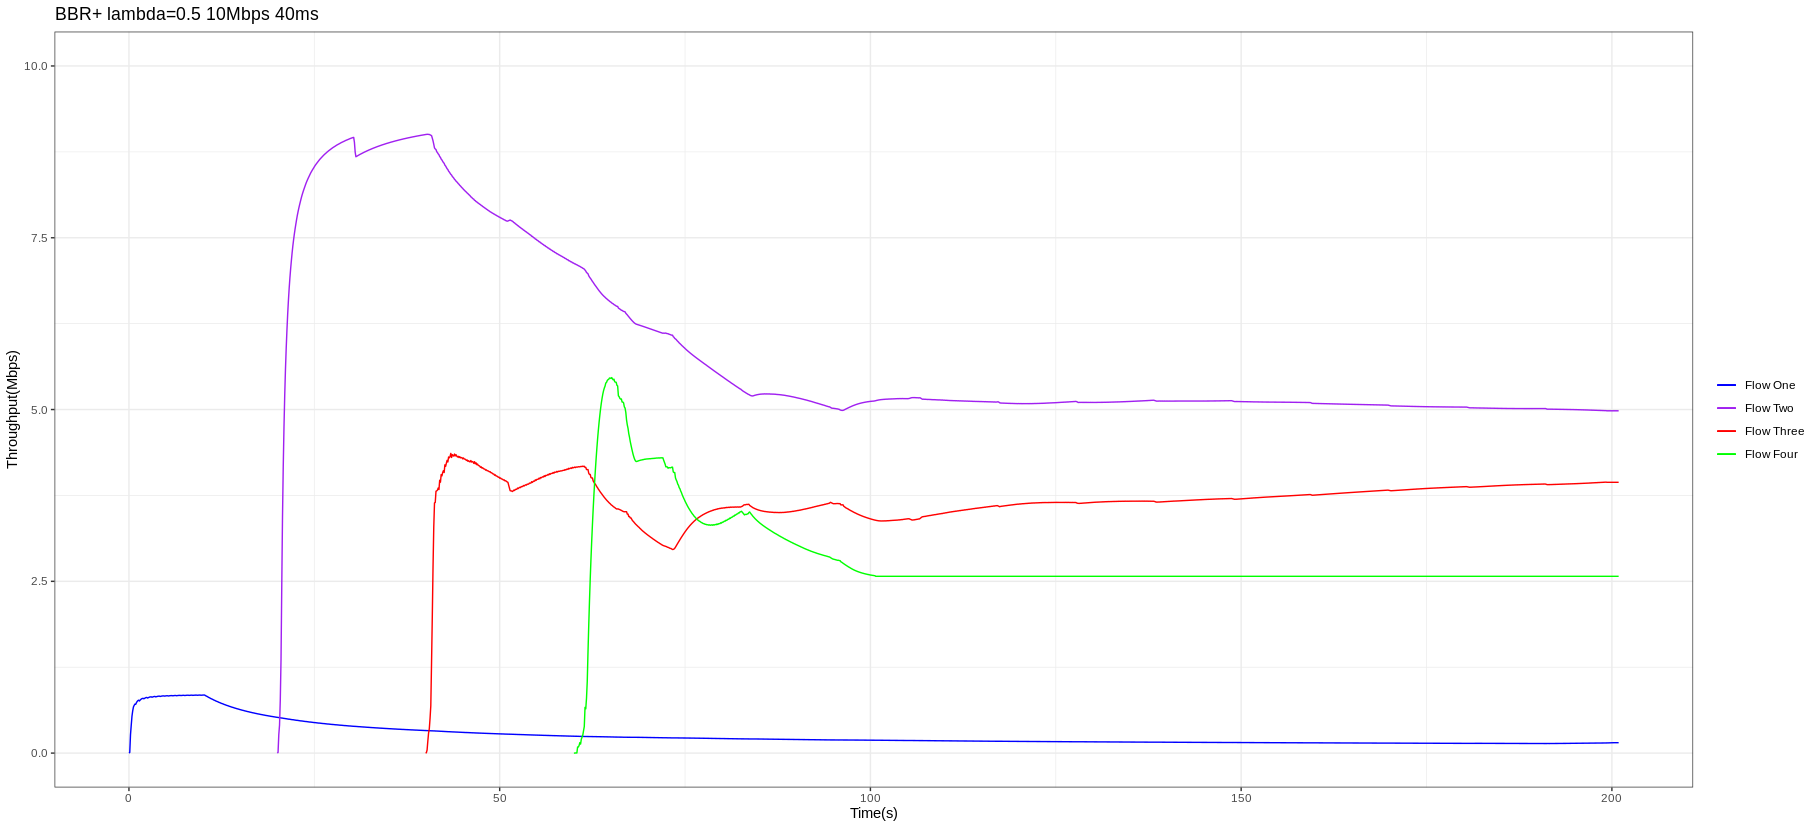 BBR+ lambda=0.5 10Mbps 40ms
10.0
7.5
5.0
2.5
0.0
Throughput(Mbps)
0
50
100
150
200
Time(s)
Flow One
Flow Two
Flow Three
Flow Four